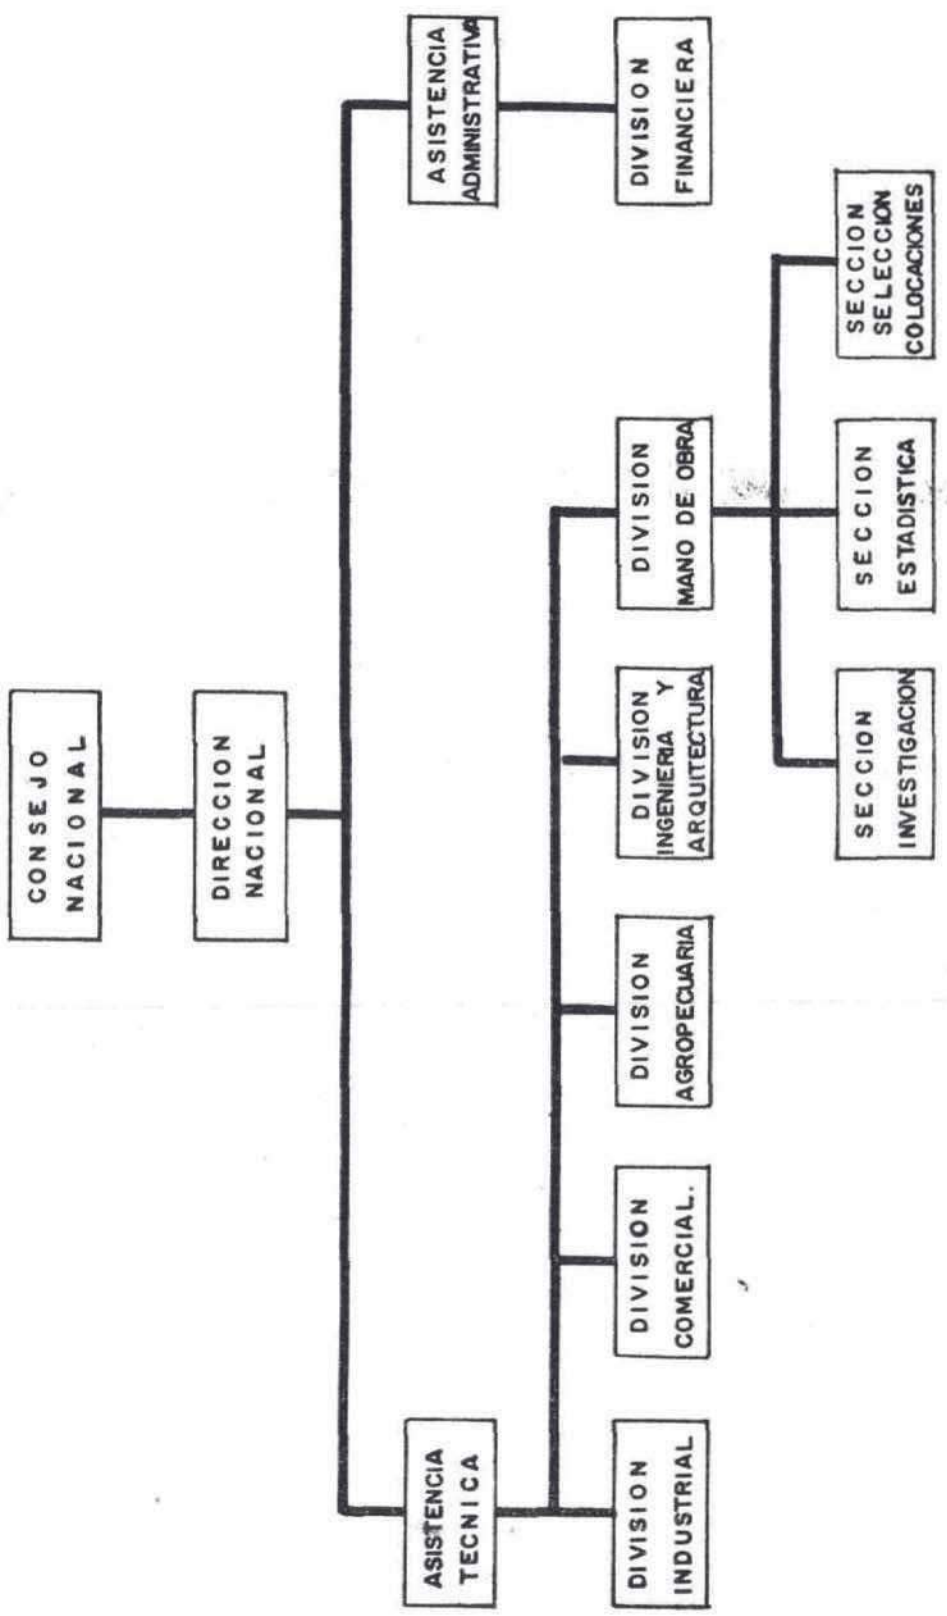 CONSEJO
NACIONAL
DIRECCION
NACIONAL
ASISTENCIA
TECNICA
ASISTENCIA
ADMINISTRATIVA
DIVISION
INDUSTRIAL
DIVISION
COMERCIAL.
DIVISION
AGROPECUARIA
DIVISION
INGENIERIA Y
ARQUITECTURA
DIVISION
MANO DE OBRA
DIVISION
FINANCIERA
SECCION
INVESTIGACION
SECCION
ESTADISTICA
SECCION
SELECCION
COLOCACIONES